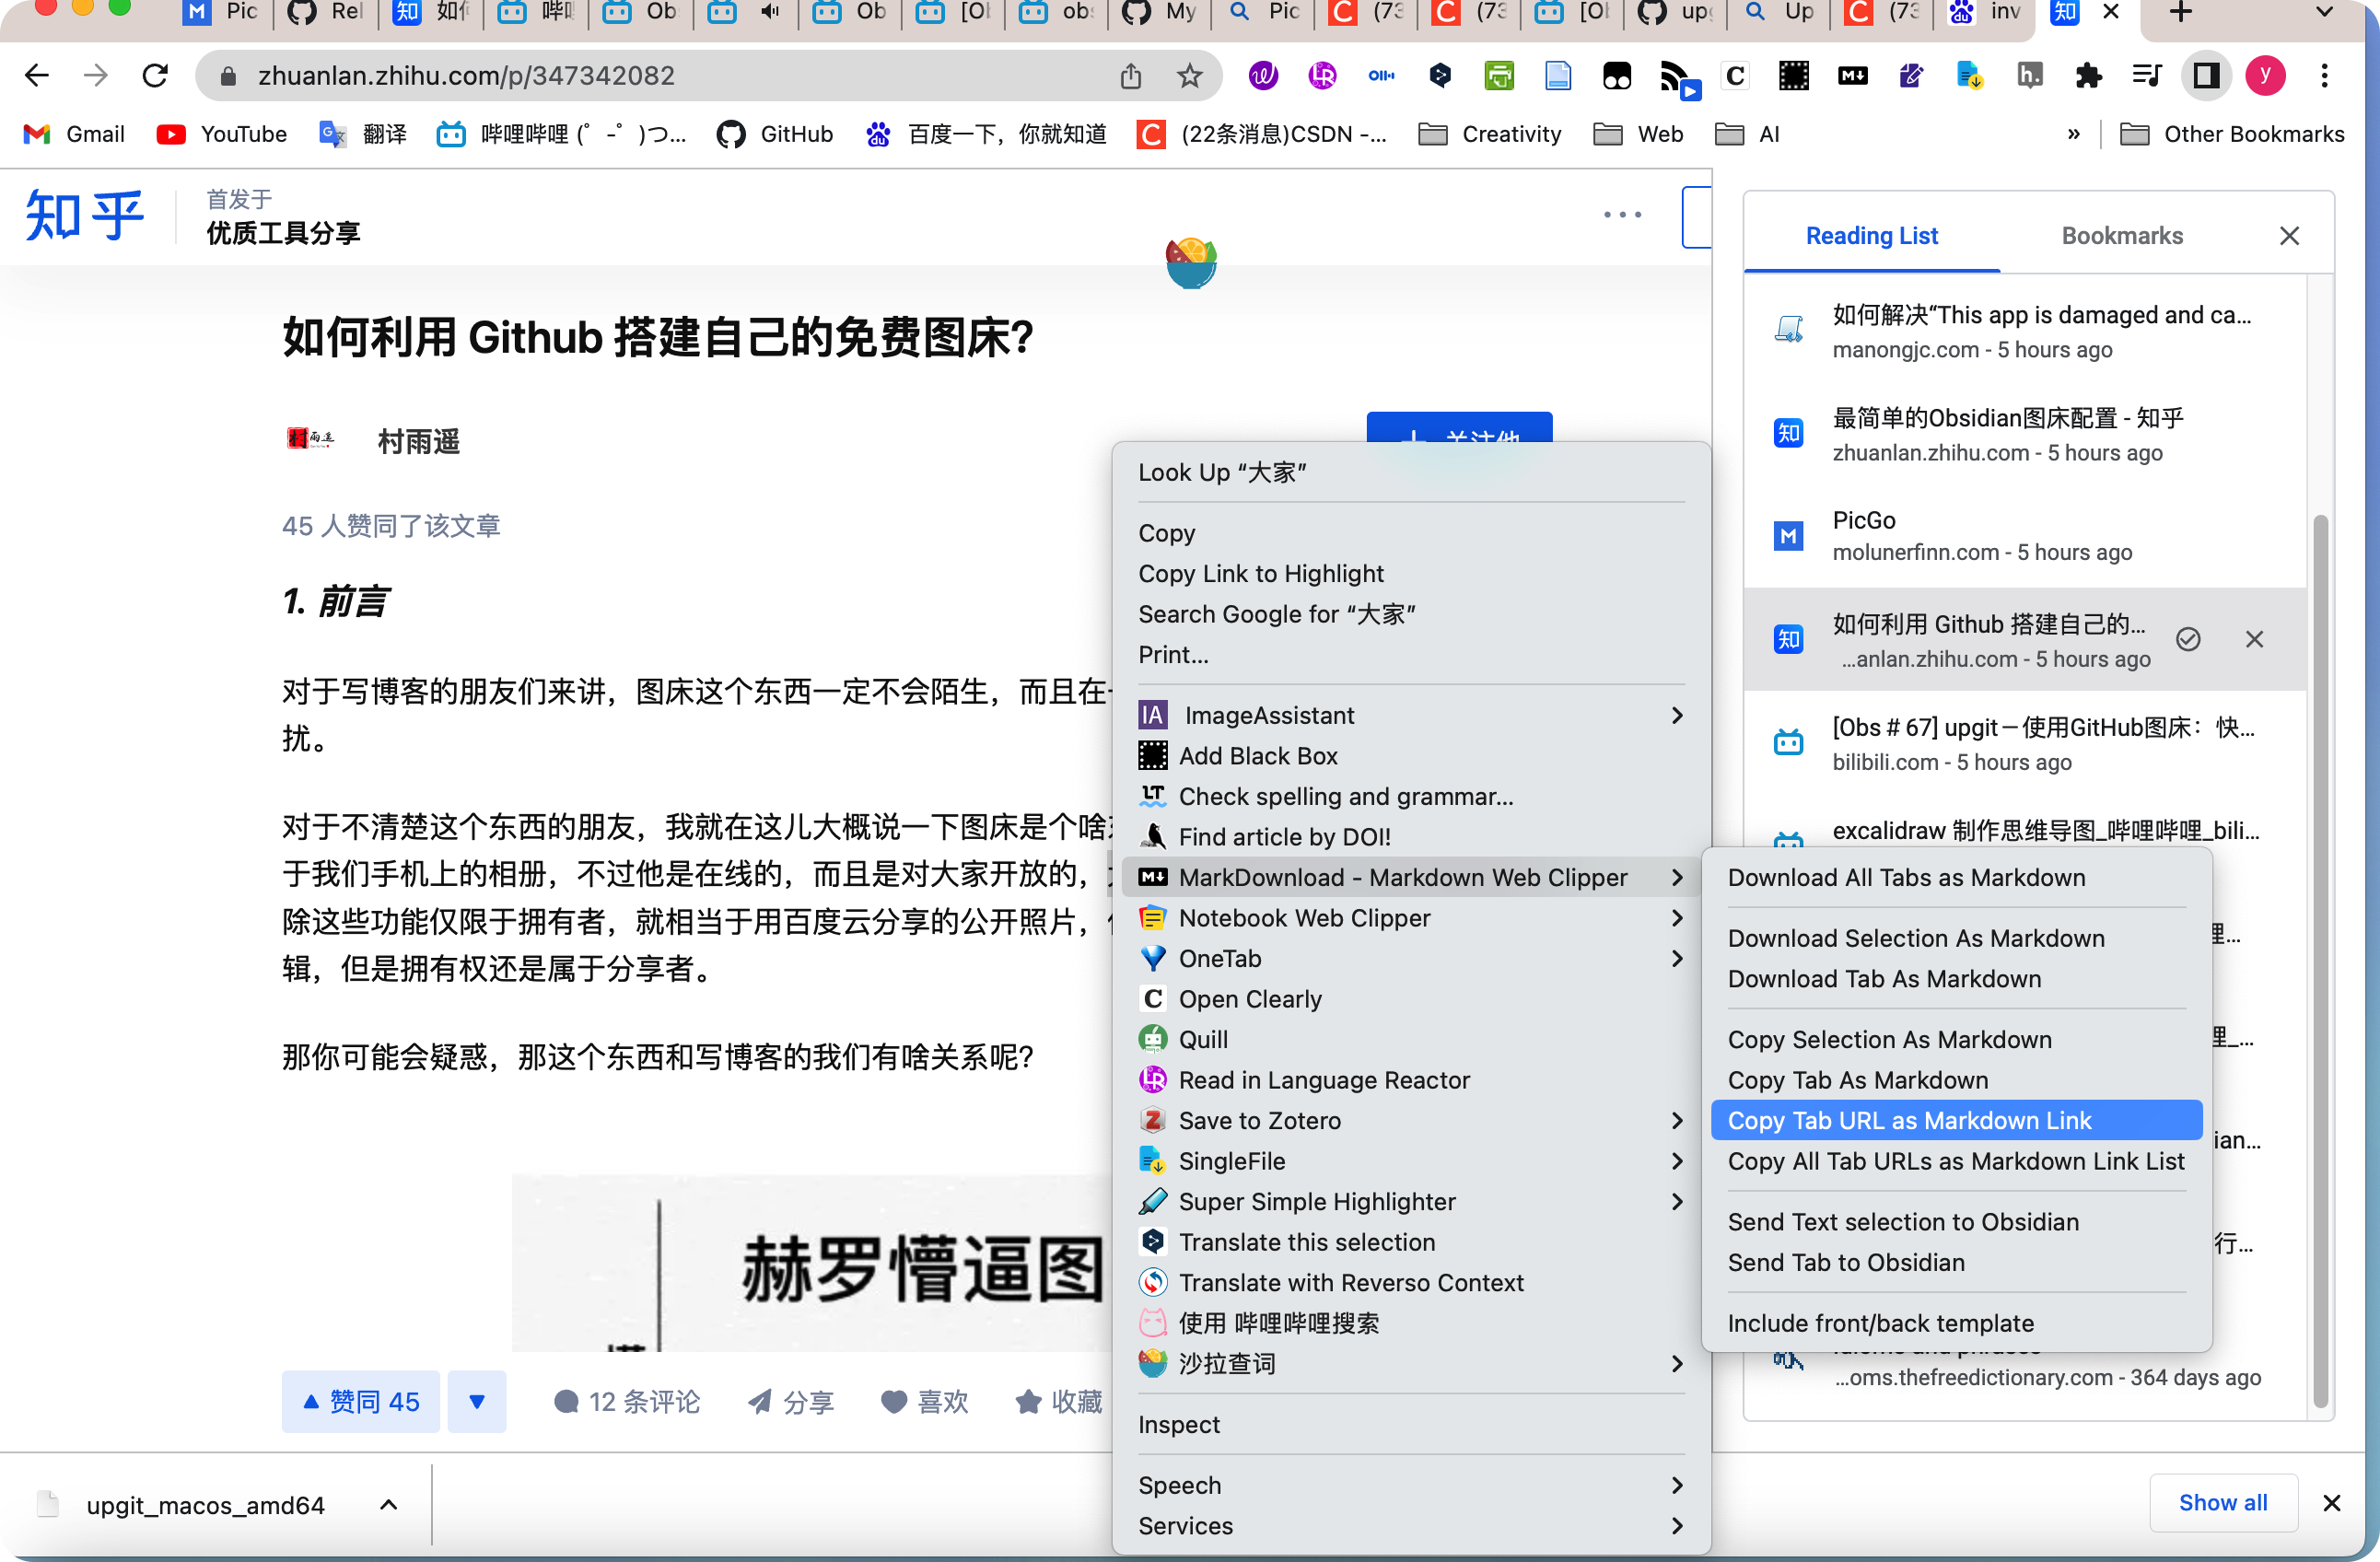 Pic
Rel
如何
哔哩
Ob
Ob
[Ob
obs
My
Pic
(73
(73
[Ob
upg
Up
(73
inv
zhuanlan.zhihu.com/p/347342082
Gmail
YouTube
翻译
哔哩哔哩 (゜-゜)つ...
GitHub
百度一下，你就知道
(22条消息)CSDN -...
Creativity
Web
AI
»
Other Bookmarks
知乎
首发于
优质工具分享
如何利用 Github 搭建自己的免费图床？
村雨遥
45 人赞同了该文章
1. 前言
对于写博客的朋友们来讲，图床这个东西一定不会陌生，而且在
扰。
对于不清楚这个东西的朋友，我就在这儿大概说一下图床是个啥
于我们手机上的相册，不过他是在线的，而且是对大家开放的，
除这些功能仅限于拥有者，就相当于用百度云分享的公开照片，
辑，但是拥有权还是属于分享者。
那你可能会疑惑，那这个东西和写博客的我们有啥关系呢？
赫罗懵逼图
赞同 45
12 条评论
分享
喜欢
收藏
Look Up “大家”
Copy
Copy Link to Highlight
Search Google for “大家”
Print...
ImageAssistant
Add Black Box
Check spelling and grammar...
Find article by DOI!
MarkDownload - Markdown Web Clipper
Notebook Web Clipper
OneTab
Open Clearly
Quill
Read in Language Reactor
Save to Zotero
SingleFile
Super Simple Highlighter
Translate this selection
Translate with Reverso Context
使用 哔哩哔哩搜索
沙拉查词
Inspect
Speech
Services
Download All Tabs as Markdown
Download Selection As Markdown
Download Tab As Markdown
Copy Selection As Markdown
Copy Tab As Markdown
Copy Tab URL as Markdown Link
Copy All Tab URLs as Markdown Link List
Send Text selection to Obsidian
Send Tab to Obsidian
Include front/back template
Reading List
Bookmarks
如何解决“This app is damaged and ca...
manongjc.com - 5 hours ago
最简单的Obsidian图床配置 - 知乎
zhuanlan.zhihu.com - 5 hours ago
PicGo
molunerfinn.com - 5 hours ago
如何利用 Github 搭建自己的...
...anlan.zhihu.com - 5 hours ago
[Obs # 67] upgit－使用GitHub图床：快...
bilibili.com - 5 hours ago
excalidraw 制作思维导图_哔哩哔哩_bili...
哩...
哩_...
ian...
行...
...oms.thefreedictionary.com - 364 days ago
upgit_macos_amd64
Show all